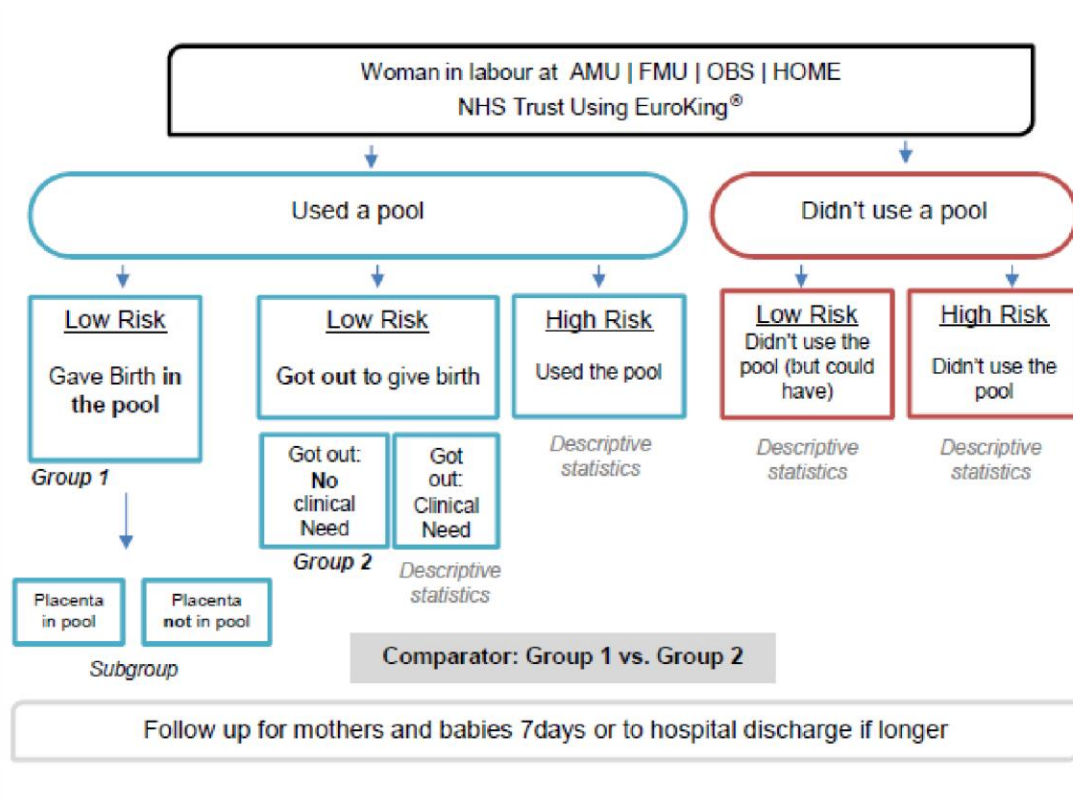 Woman in labour at AMU | FMU | OBS | HOME
NHS Trust Using EuroKing®
Used a pool
Didn't use a pool
Low Risk
Gave Birth in
the pool
Group 1
Low Risk
Got out to give birth
High Risk
Used the pool
Descriptive
statistics
Low Risk
Didn't use the
pool (but could
have)
Descriptive
statistics
High Risk
Didn't use the
pool
Descriptive
statistics
Got out:
No
clinical
Need
Group 2
Got
out:
Clinical
Need
Descriptive
statistics
Placenta
in pool
Placenta
not in pool
Subgroup
Comparator: Group 1 vs. Group 2
Follow up for mothers and babies 7days or to hospital discharge if longer